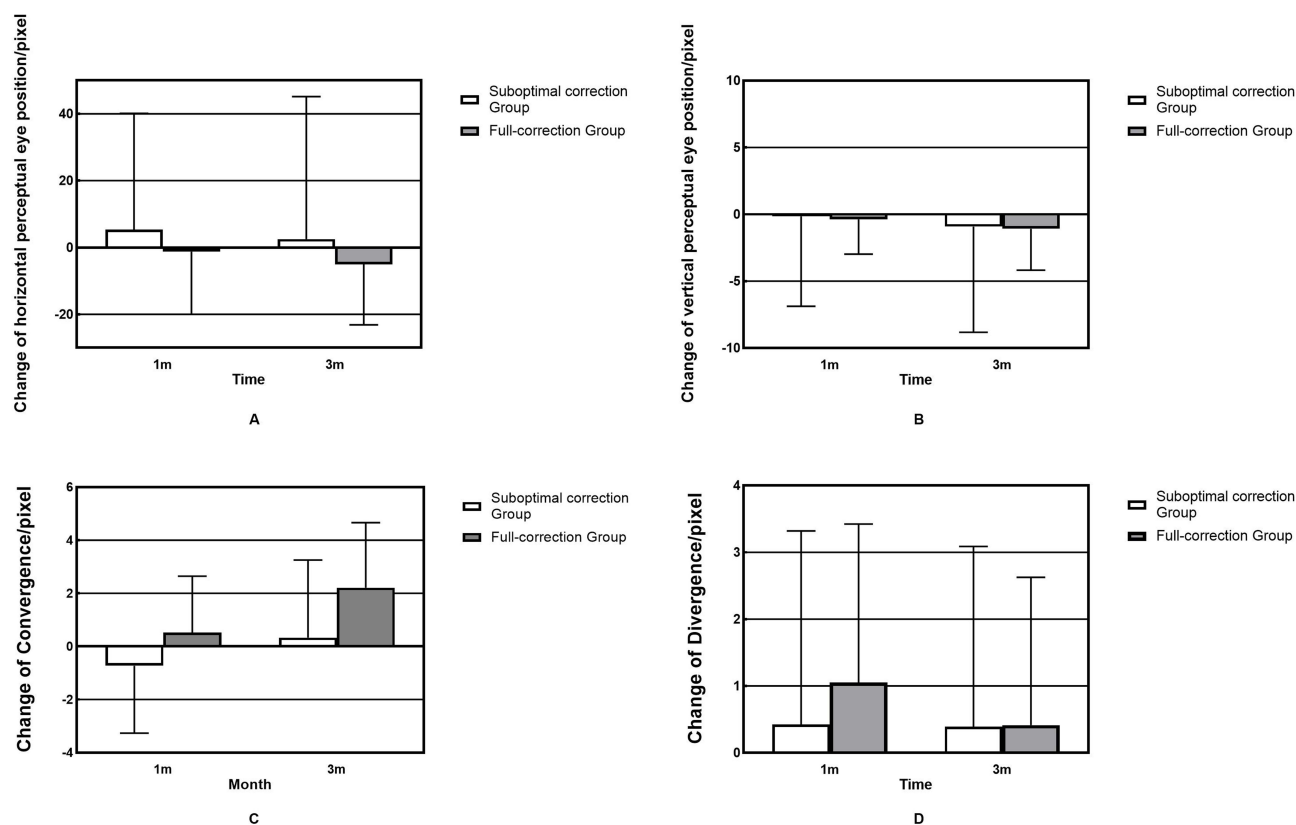 Change of horizontal perceptual eye position/pixel
40
20
0
-20
1m
3m
Time
A
Suboptimal correction
Group
Full-correction Group
Change of vertical perceptual eye position/pixel
10
5
0
-5
-10
1m
3m
Time
B
Suboptimal correction
Group
Full-correction Group
Change of Convergence/pixel
6
4
2
0
-2
-4
1m
3m
Month
C
Suboptimal correction
Group
Full-correction Group
Change of Divergence/pixel
4
3
2
1
0
1m
3m
Time
D
Suboptimal correction
Group
Full-correction Group